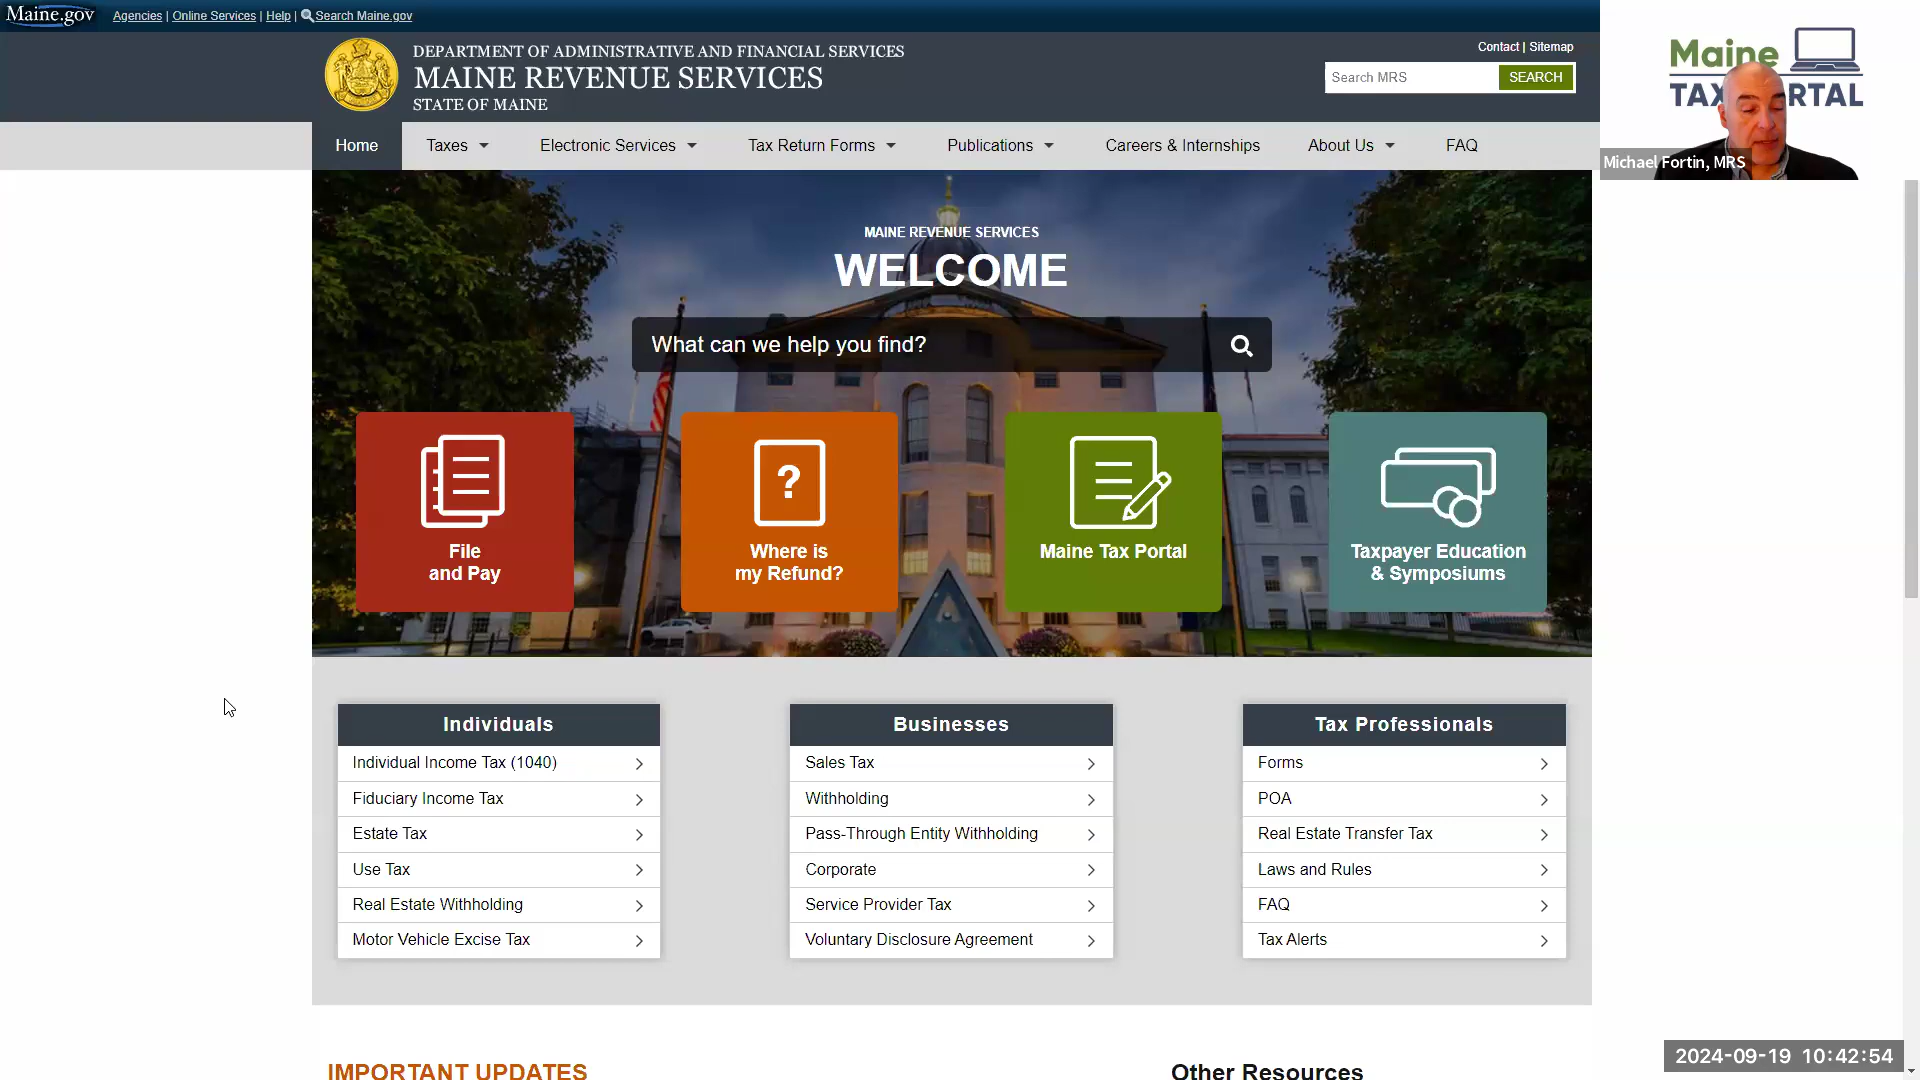 Maine.gov
Agencies | Online Services | Help | Search Maine.gov
DEPARTMENT OF ADMINISTRATIVE AND FINANCIAL SERVICES
MAINE REVENUE SERVICES
STATE OF MAINE
Contact | Sitemap
Search MRS SEARCH
Maine
TAX RTAL
Michael Fortin, MRS
Home Taxes Electronic Services Tax Return Forms Publications Careers & Internships About Us FAQ
MAINE REVENUE SERVICES
WELCOME
What can we help you find?
File
and Pay
?
Where is
my Refund?
Maine Tax Portal
Taxpayer Education
& Symposiums
Individuals
Individual Income Tax (1040)
Fiduciary Income Tax
Estate Tax
Use Tax
Real Estate Withholding
Motor Vehicle Excise Tax
Businesses
Sales Tax
Withholding
Pass-Through Entity Withholding
Corporate
Service Provider Tax
Voluntary Disclosure Agreement
Tax Professionals
Forms
POA
Real Estate Transfer Tax
Laws and Rules
FAQ
Tax Alerts
IMPORTANT UPDATES
Other Resources
2024-09-19 10:42:54